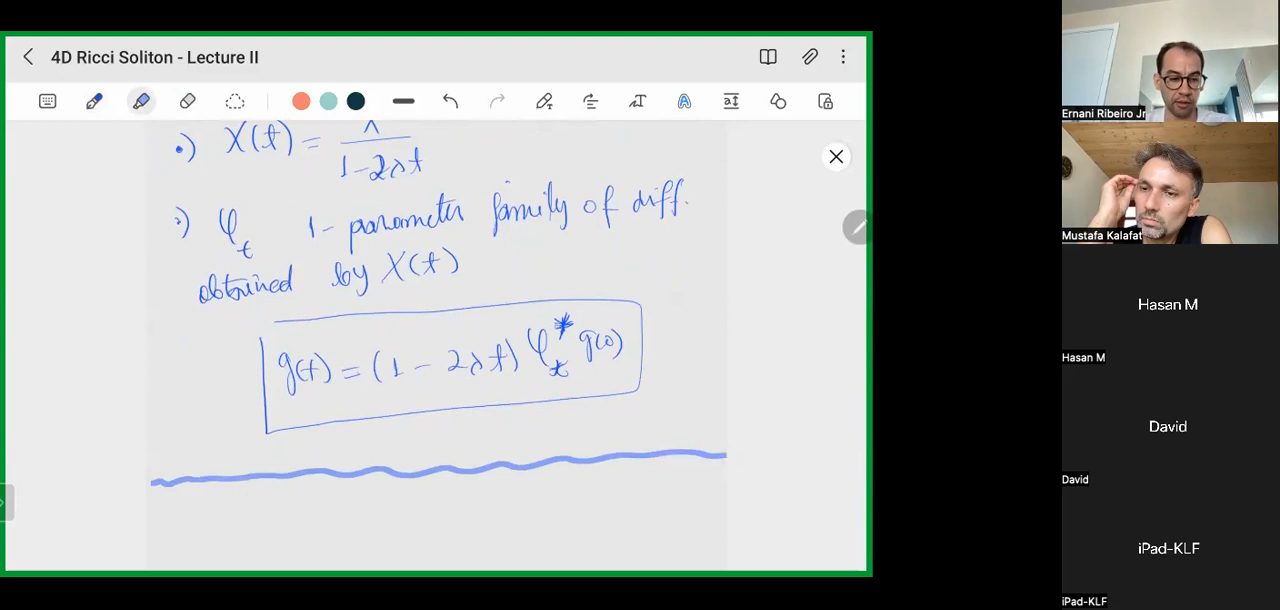 4D Ricci Soliton - Lecture II
•) X(t) = X / (1-2λt)
•) φ_t 1-parameter family of diff.
obtained by X(t)
g(t) = (1 - 2λt) φ_t^* g(0)
Ernani Ribeiro Jr
Mustafa Kalafat
Hasan M
Hasan M
David
David
iPad-KLF
iPad-KLF